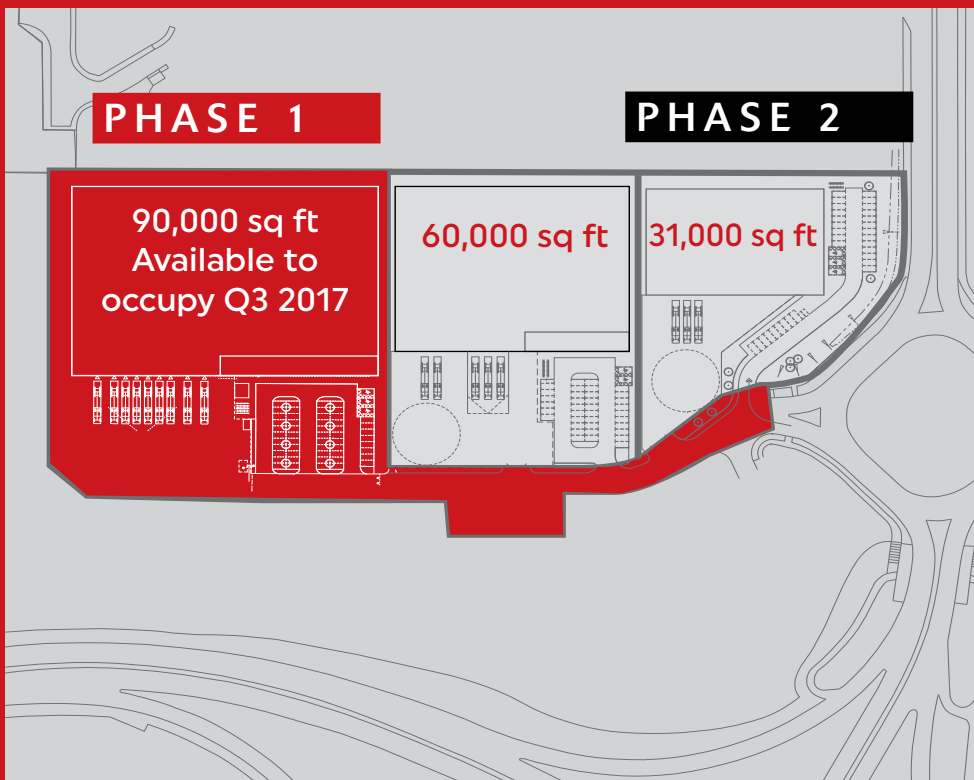 PHASE 1
PHASE 2
90,000 sq ft
Available to
occupy Q3 2017
60,000 sq ft
31,000 sq ft